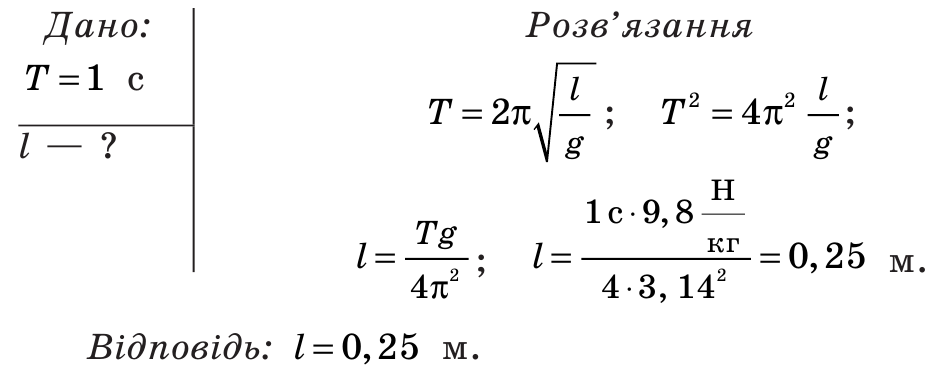 Дано: Розв’язання
T = 1 с
l — ?
T = 2π√(l/g); T² = 4π² l/g;
l = Tg/4π²; l = (1 с · 9,8 Н/кг)/(4 · 3,14²) = 0,25 м.
Відповідь: l = 0,25 м.